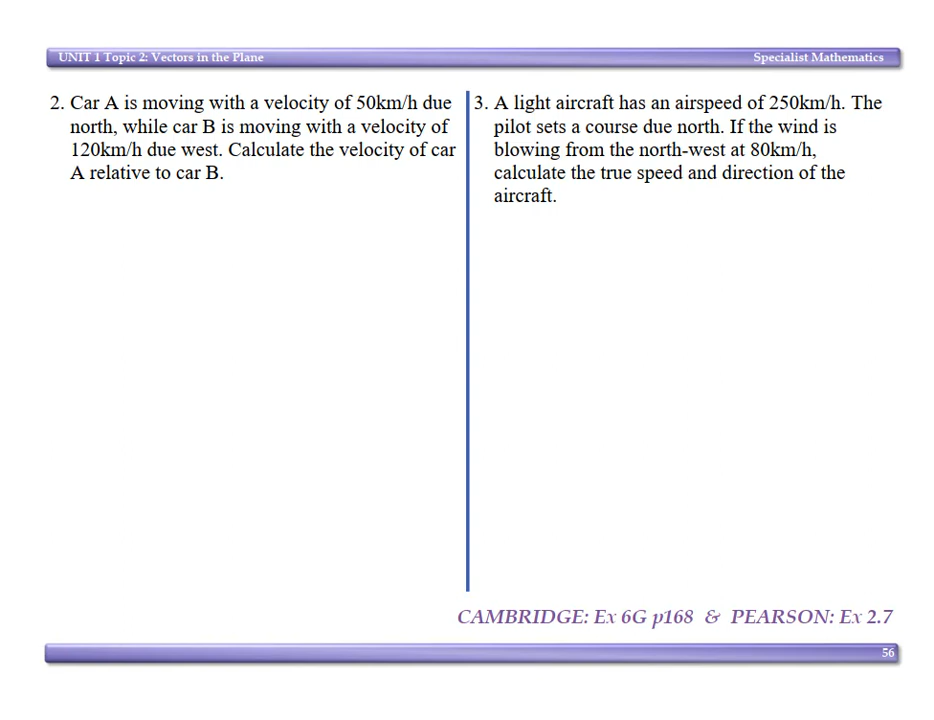 UNIT 1 Topic 2: Vectors in the Plane
Specialist Mathematics
2. Car A is moving with a velocity of 50km/h due
north, while car B is moving with a velocity of
120km/h due west. Calculate the velocity of car
A relative to car B.
3. A light aircraft has an airspeed of 250km/h. The
pilot sets a course due north. If the wind is
blowing from the north-west at 80km/h,
calculate the true speed and direction of the
aircraft.
CAMBRIDGE: Ex 6G p168 & PEARSON: Ex 2.7
56